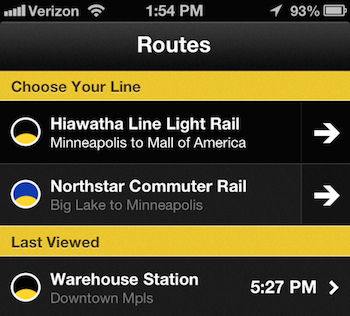 Verizon 1:54 PM 93%
Routes
Choose Your Line
Hiawatha Line Light Rail
Minneapolis to Mall of America
Northstar Commuter Rail
Big Lake to Minneapolis
Last Viewed
Warehouse Station 5:27 PM
Downtown Mpls